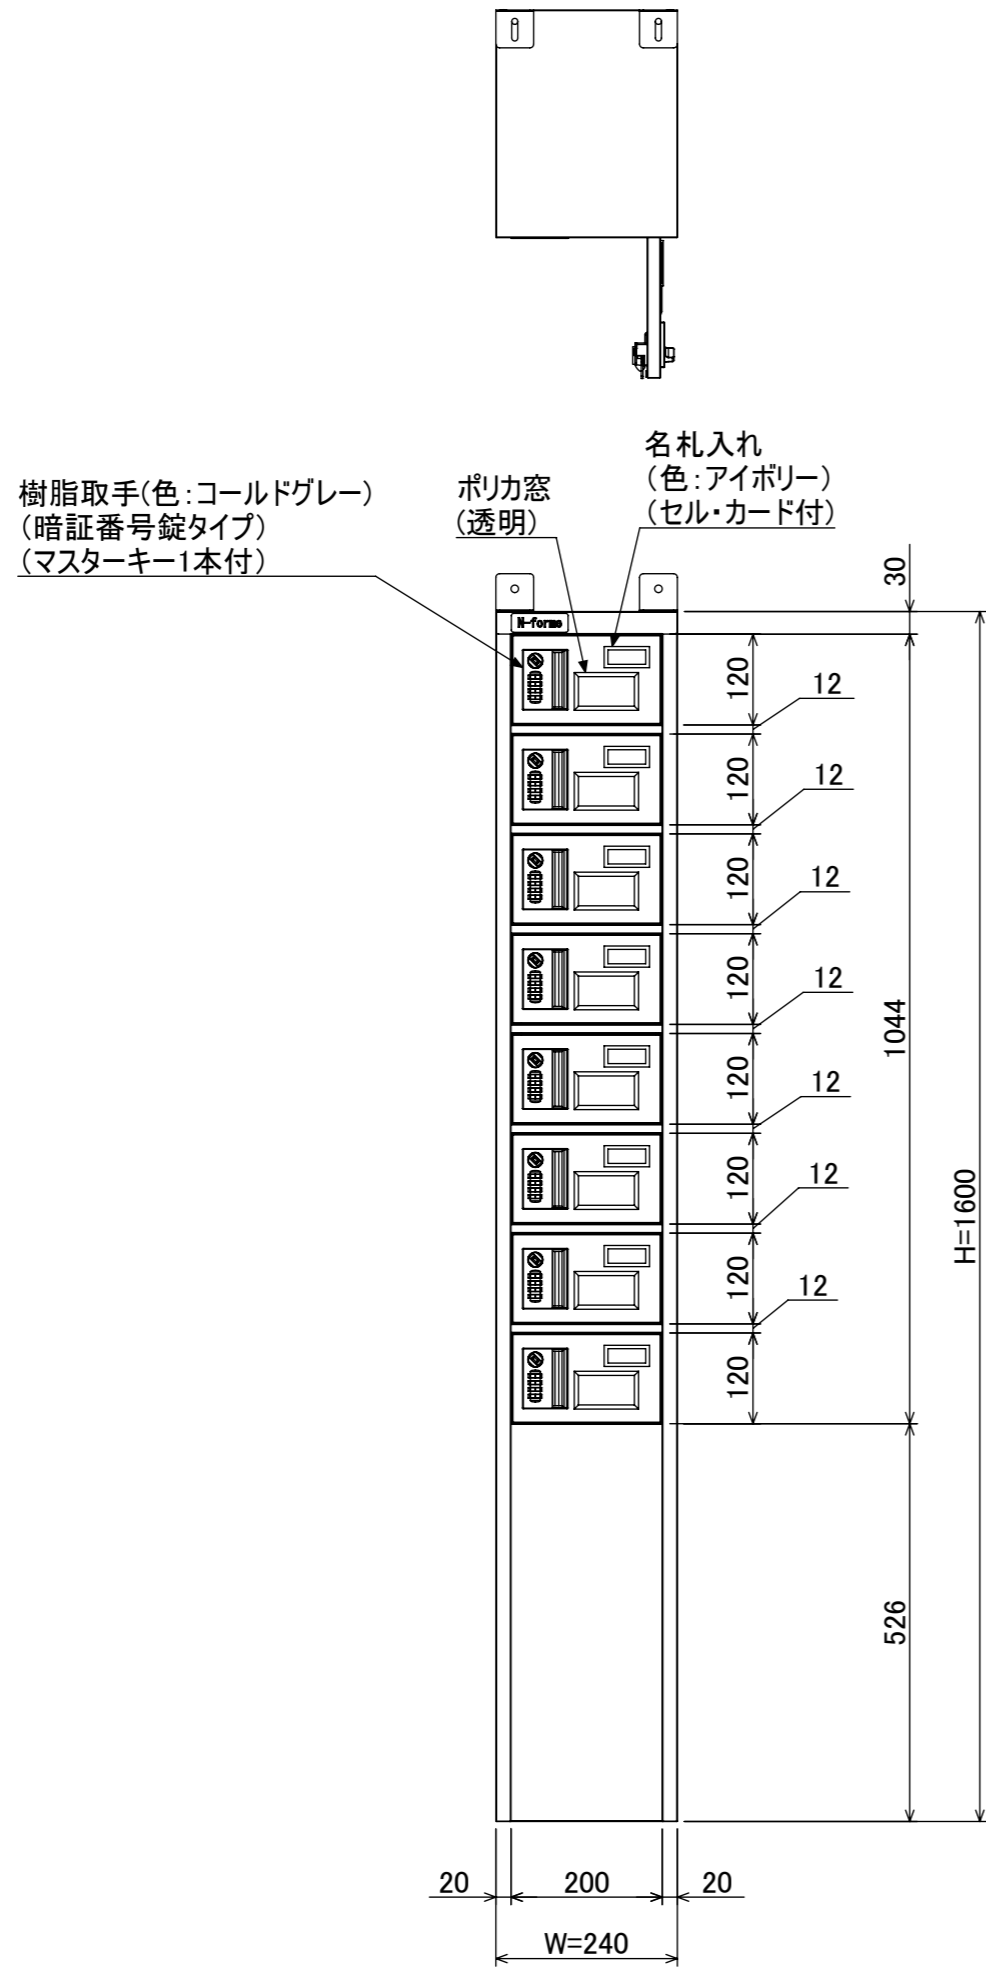 樹脂取手(色:コールドグレー)
(暗証番号錠タイプ)
(マスターキー1本付)
ポリカ窓
(透明)
名札入れ
(色:アイボリー)
(セル・カード付)
N-forme
30
120
12
120
12
120
12
120
12
120
12
120
12
120
12
120
1044
526
H=1600
20
200
20
W=240